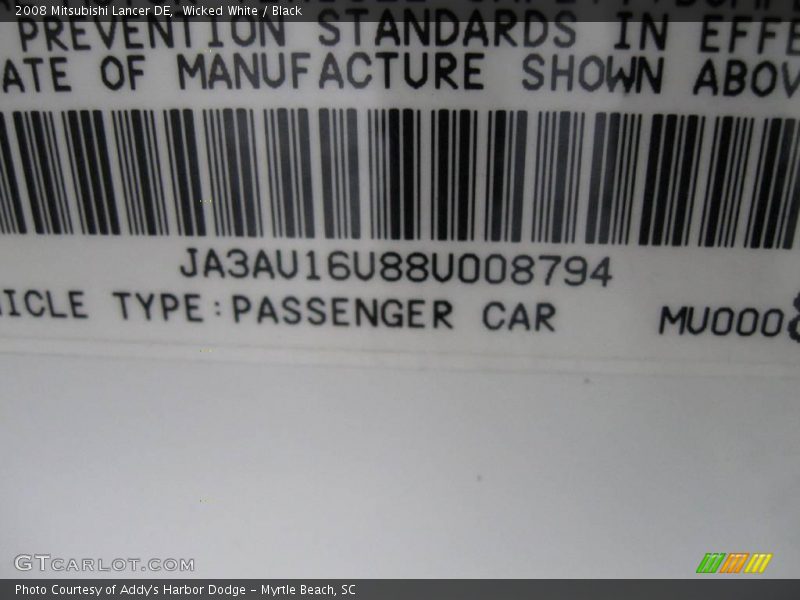 2008 Mitsubishi Lancer DE, Wicked White / Black
PREVENTION STANDARDS IN EFFE
ATE OF MANUFACTURE SHOWN ABOV
JA3AU16U88U008794
ICLE TYPE:PASSENGER CAR MU000
GTCARLOT.COM
Photo Courtesy of Addy's Harbor Dodge - Myrtle Beach, SC